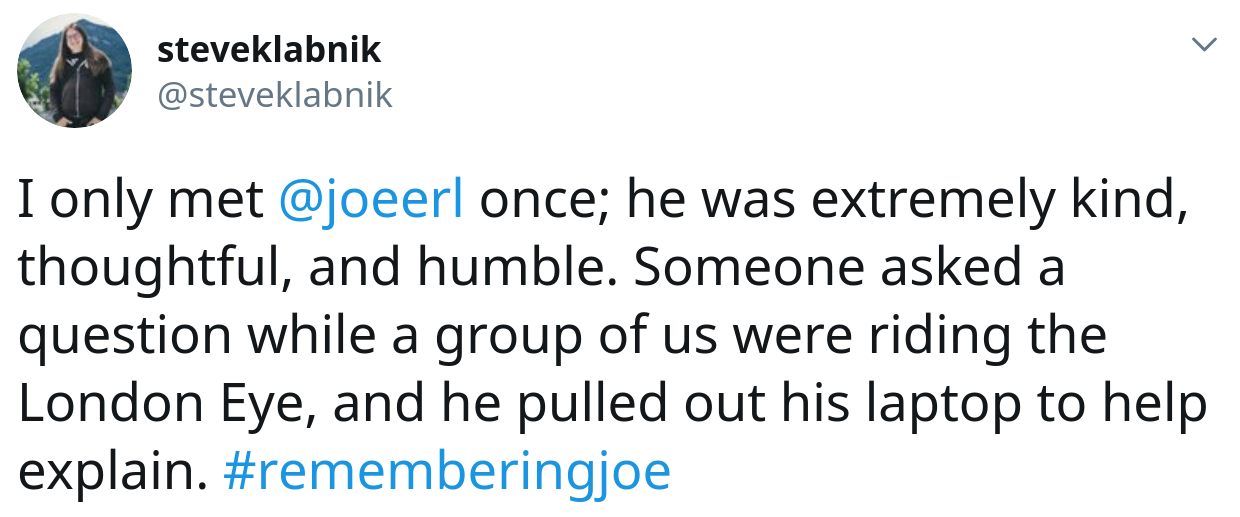 steveklabnik
@steveklabnik
I only met @joeerl once; he was extremely kind,
thoughtful, and humble. Someone asked a
question while a group of us were riding the
London Eye, and he pulled out his laptop to help
explain. #rememberingjoe